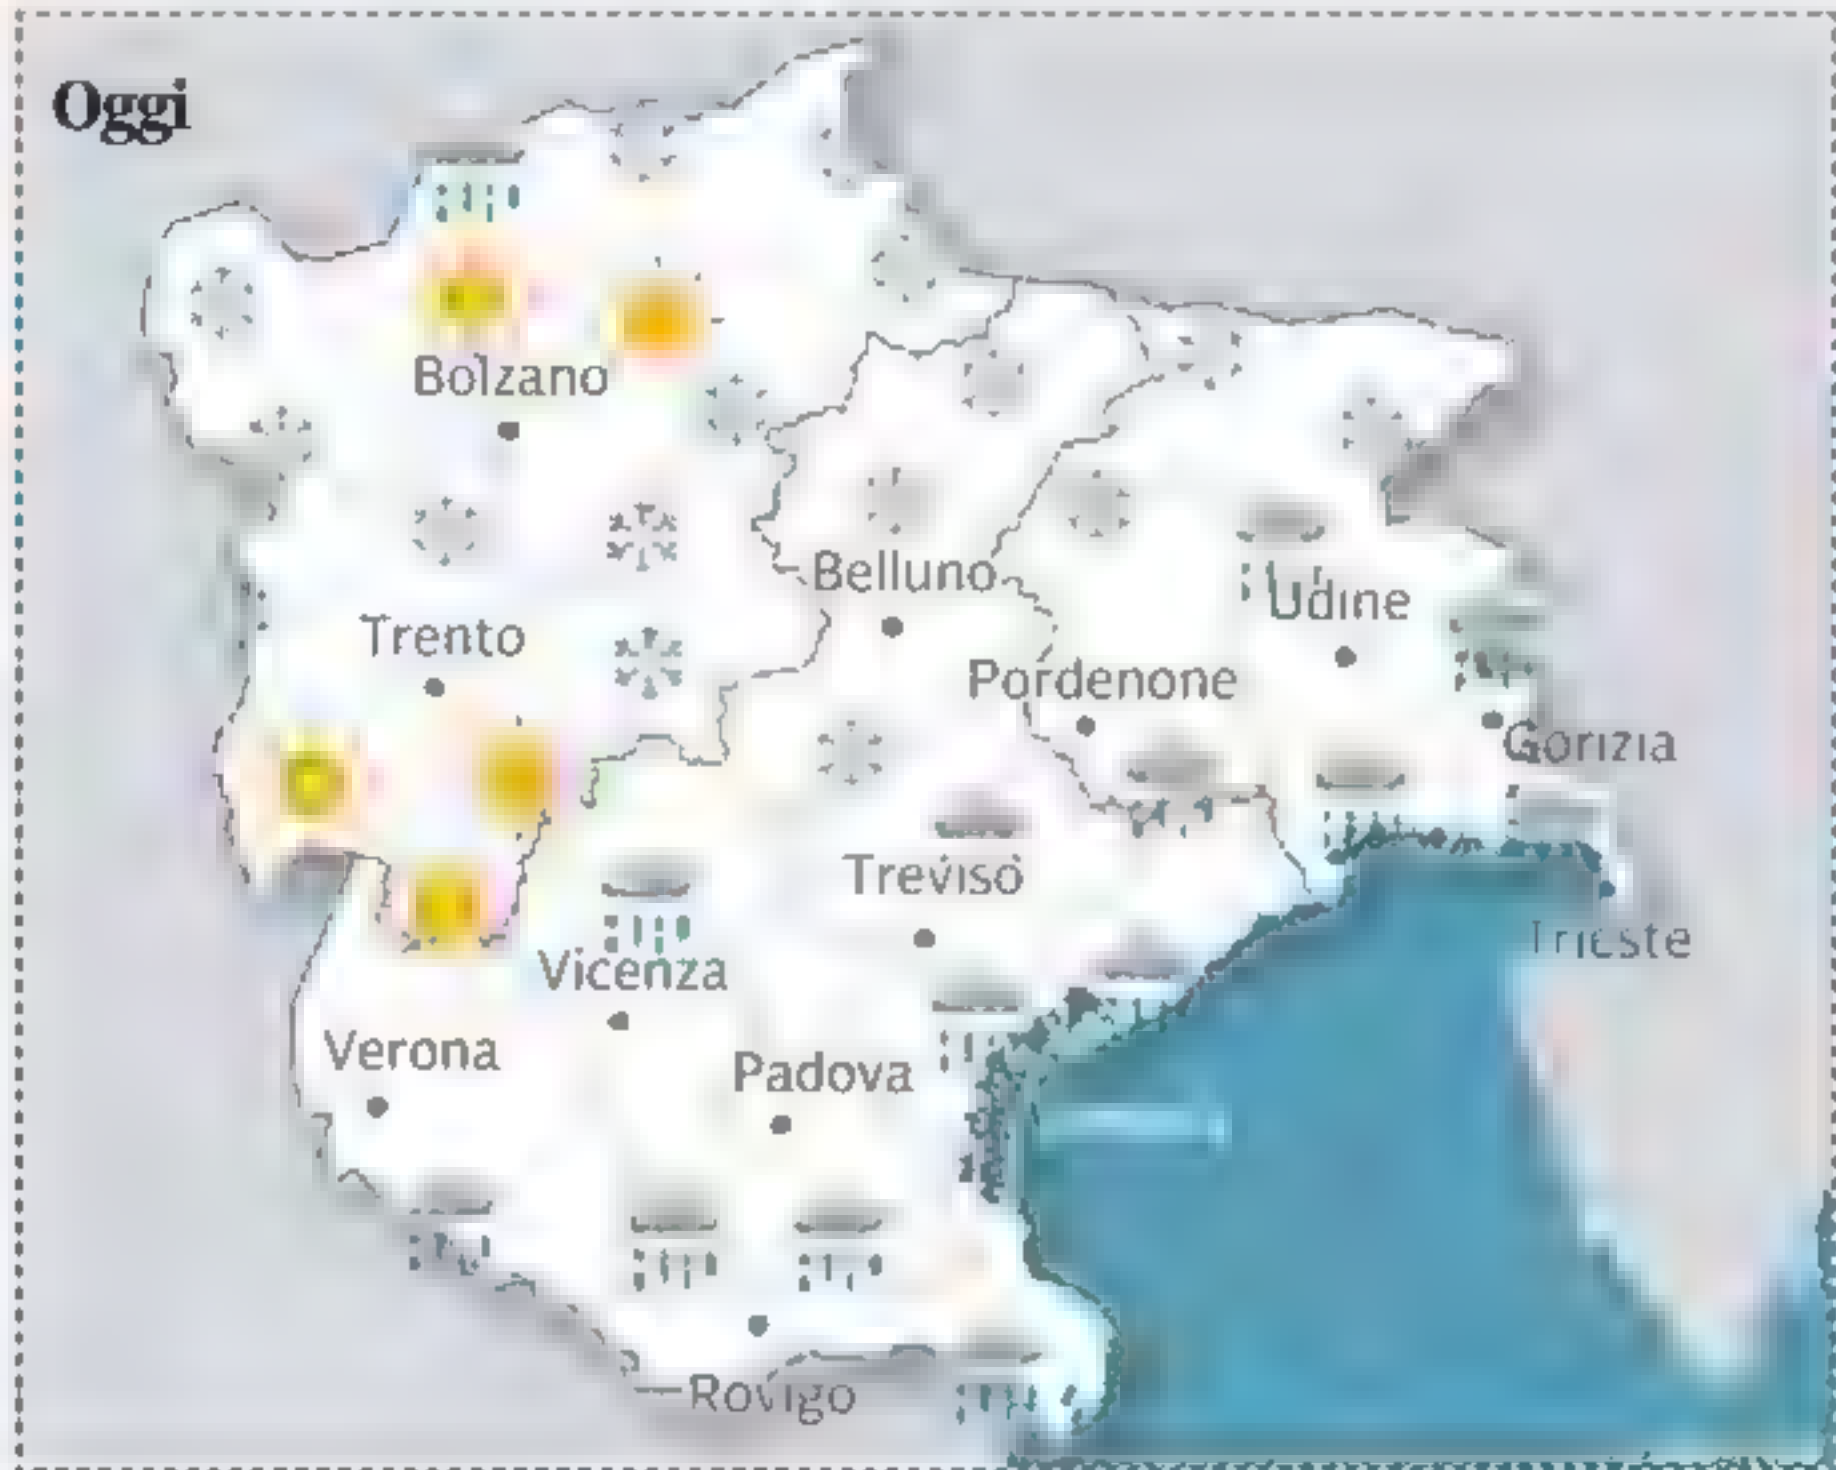 Oggi
Bolzano
Belluno
Udine
Trento
Pordenone
Gorizia
Treviso
Trieste
Vicenza
Verona
Padova
Rovigo